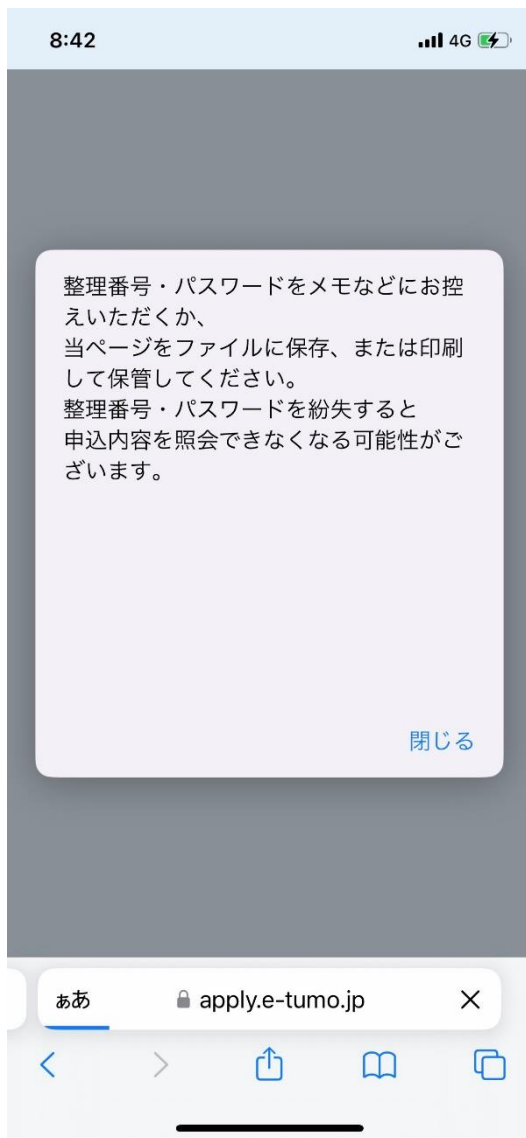 8:42
4G
整理番号・パスワードをメモなどにお控
えいただくか、
当ページをファイルに保存、または印刷
して保管してください。
整理番号・パスワードを紛失すると
申込内容を照会できなくなる可能性がご
ざいます。
閉じる
ぁあ apply.e-tumo.jp